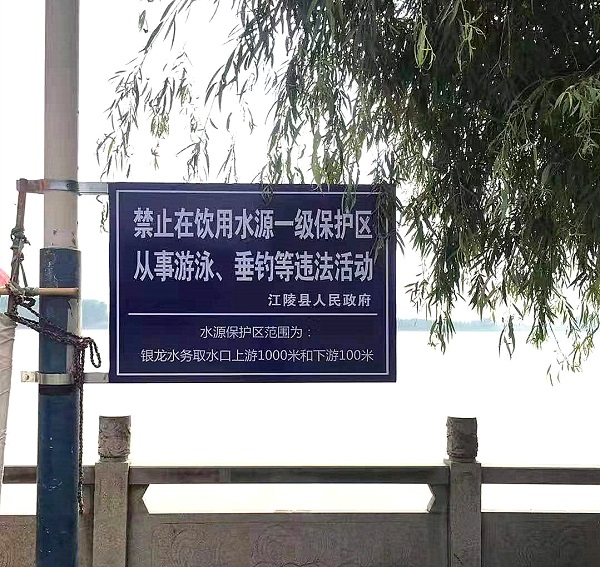 禁止在饮用水源一级保护区
从事游泳、垂钓等违法活动
江陵县人民政府
水源保护区范围为：
银龙水务取水口上游1000米和下游100米